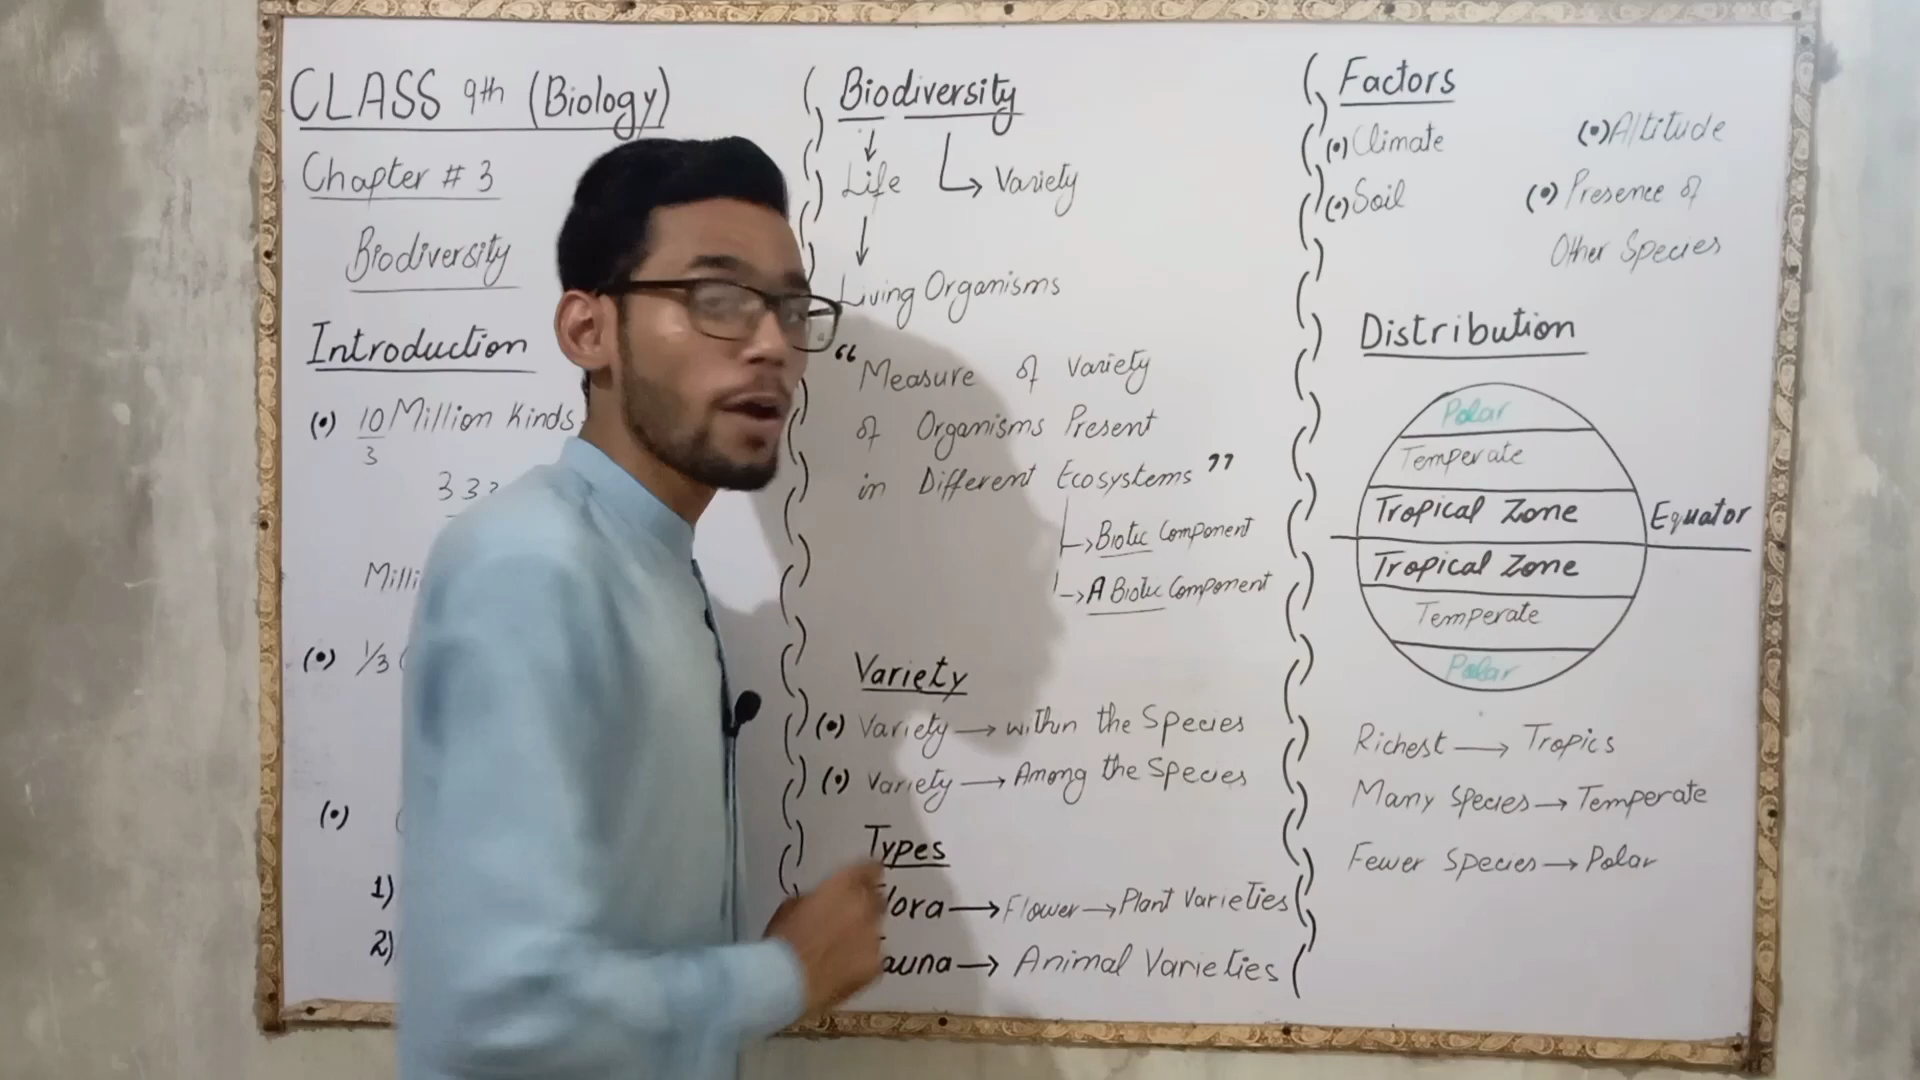 CLASS 9th (Biology)
Chapter # 3
Biodiversity
Introduction
(•) 10 Million Kinds
3
333
(•) 1/3
(•)
1)
2)
Biodiversity
Life → Variety
Living Organisms
“Measure of Variety
of Organisms Present
in Different Ecosystems”
→ Biotic Component
→ A Biotic Component
Variety
(•) Variety → within the Species
(•) Variety → Among the Species
Types
lora → Flower → Plant Varieties
auna → Animal Varieties
Factors
(•) Climate (•) Altitude
(•) Soil (•) Presence of
Other Species
Distribution
Polar
Temperate
Tropical Zone
Equator
Tropical Zone
Temperate
Polar
Richest → Tropics
Many Species → Temperate
Fewer Species → Polar